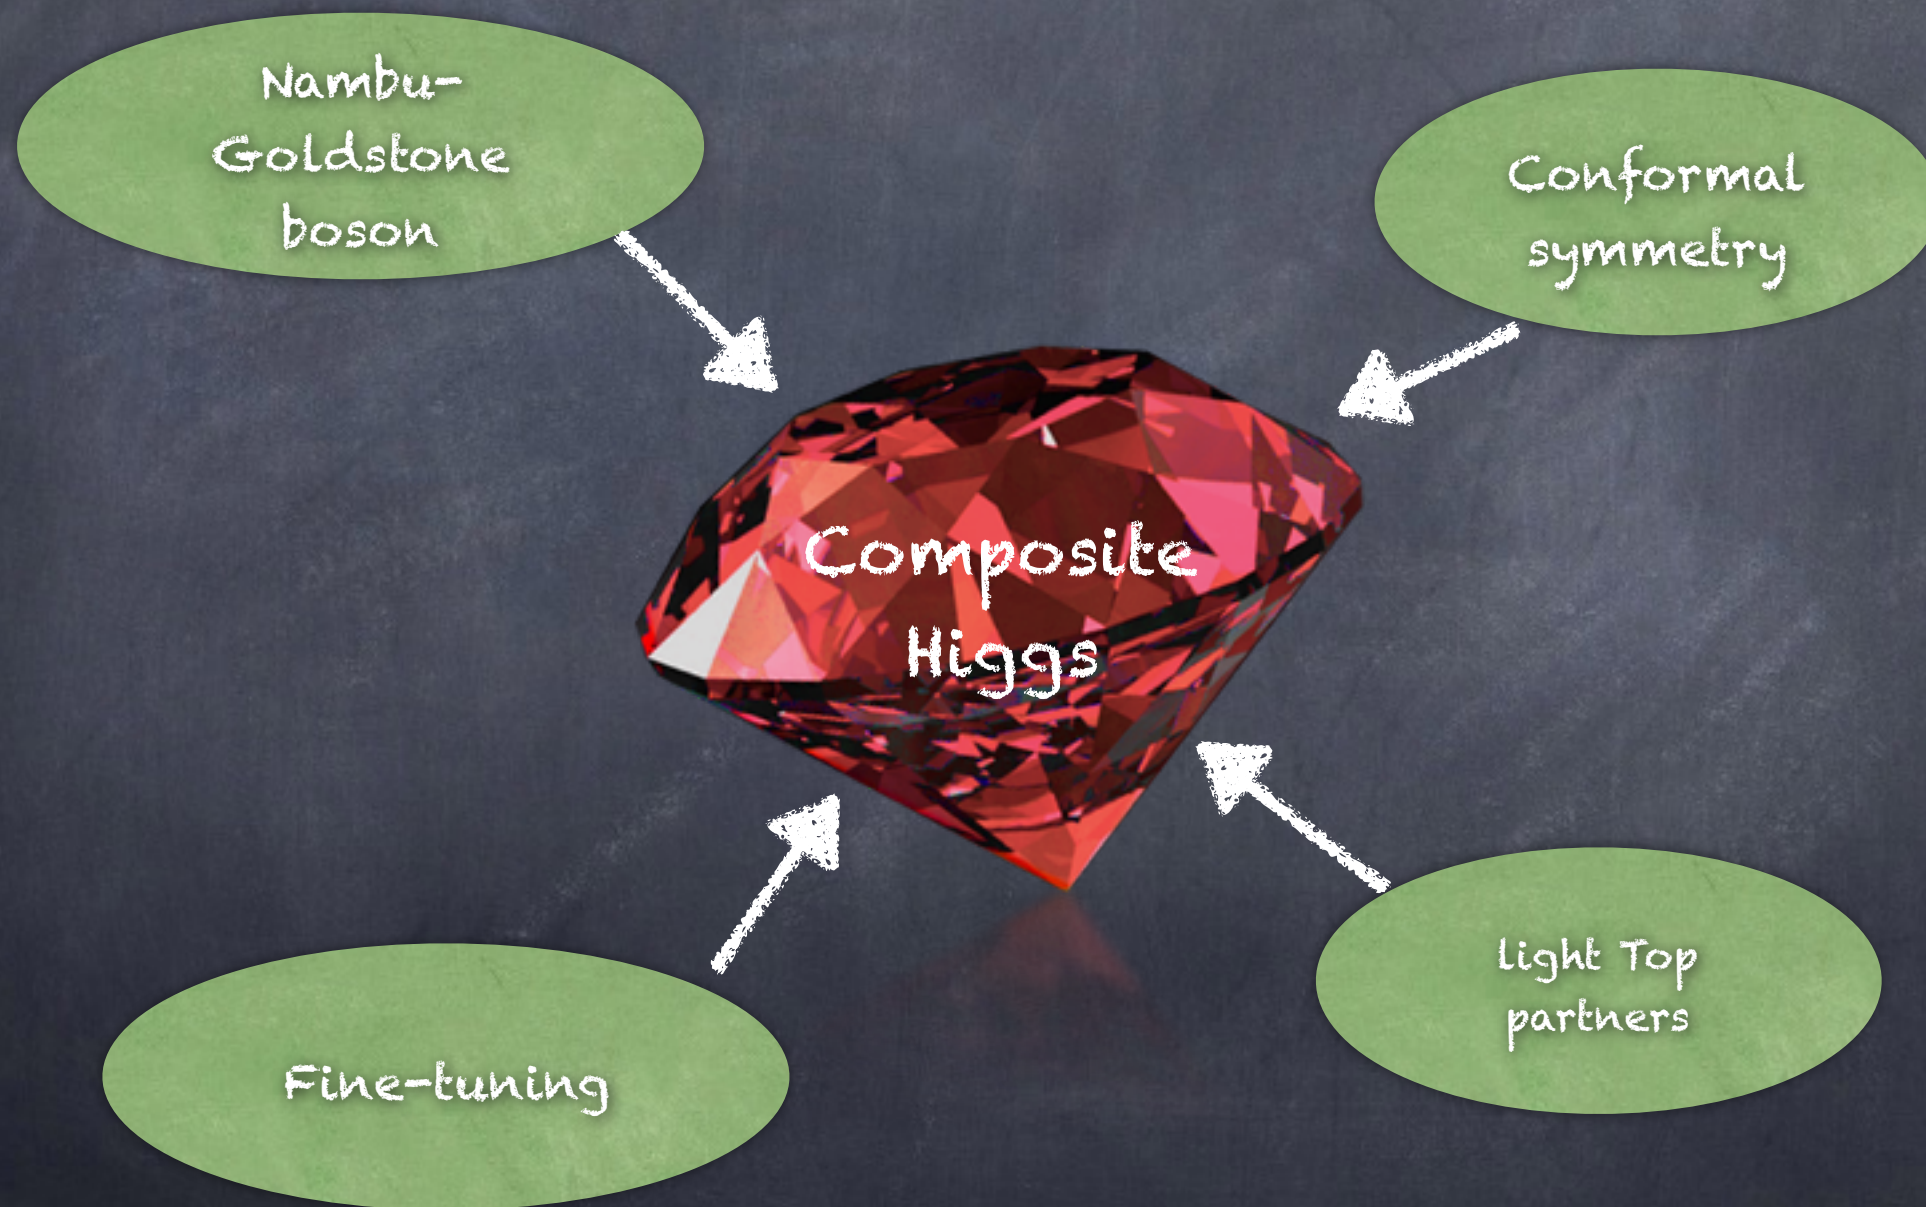 Nambu-
Goldstone
boson
Conformal
symmetry
Composite
Higgs
Fine-tuning
light Top
partners